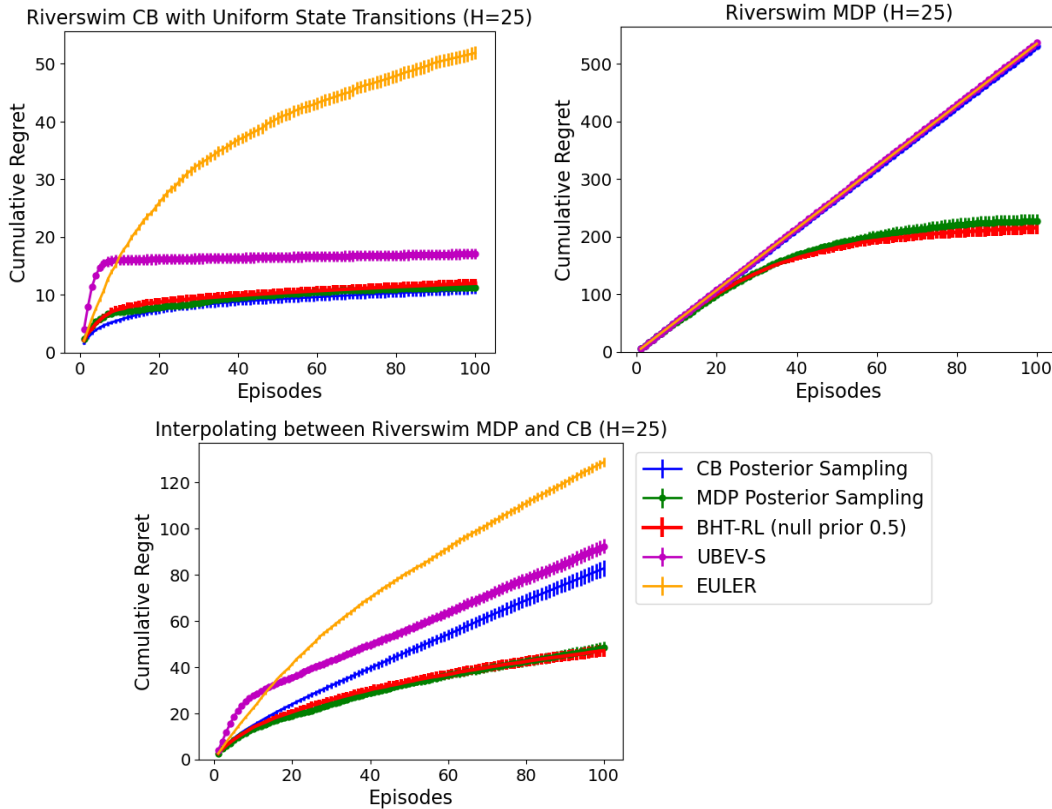 Riverswim CB with Uniform State Transitions (H=25)
Cumulative Regret
50
40
30
20
10
0
0 20 40 60 80 100
Episodes
Riverswim MDP (H=25)
Cumulative Regret
500
400
300
200
100
0
0 20 40 60 80 100
Episodes
Interpolating between Riverswim MDP and CB (H=25)
Cumulative Regret
120
100
80
60
40
20
0
0 20 40 60 80 100
Episodes
CB Posterior Sampling
MDP Posterior Sampling
BHT-RL (null prior 0.5)
UBEV-S
EULER